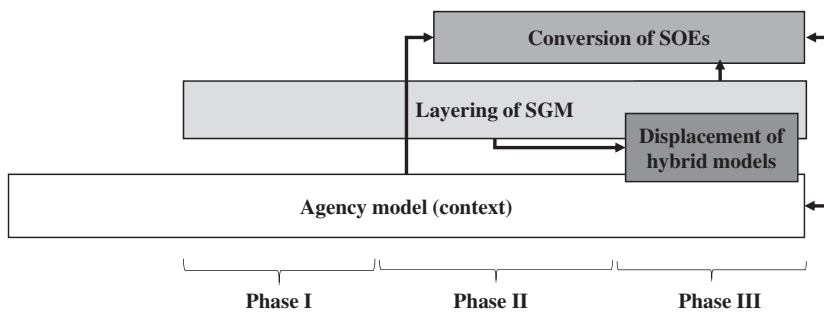 Conversion of SOEs
Layering of SGM
Displacement of
hybrid models
Agency model (context)
Phase I
Phase II
Phase III